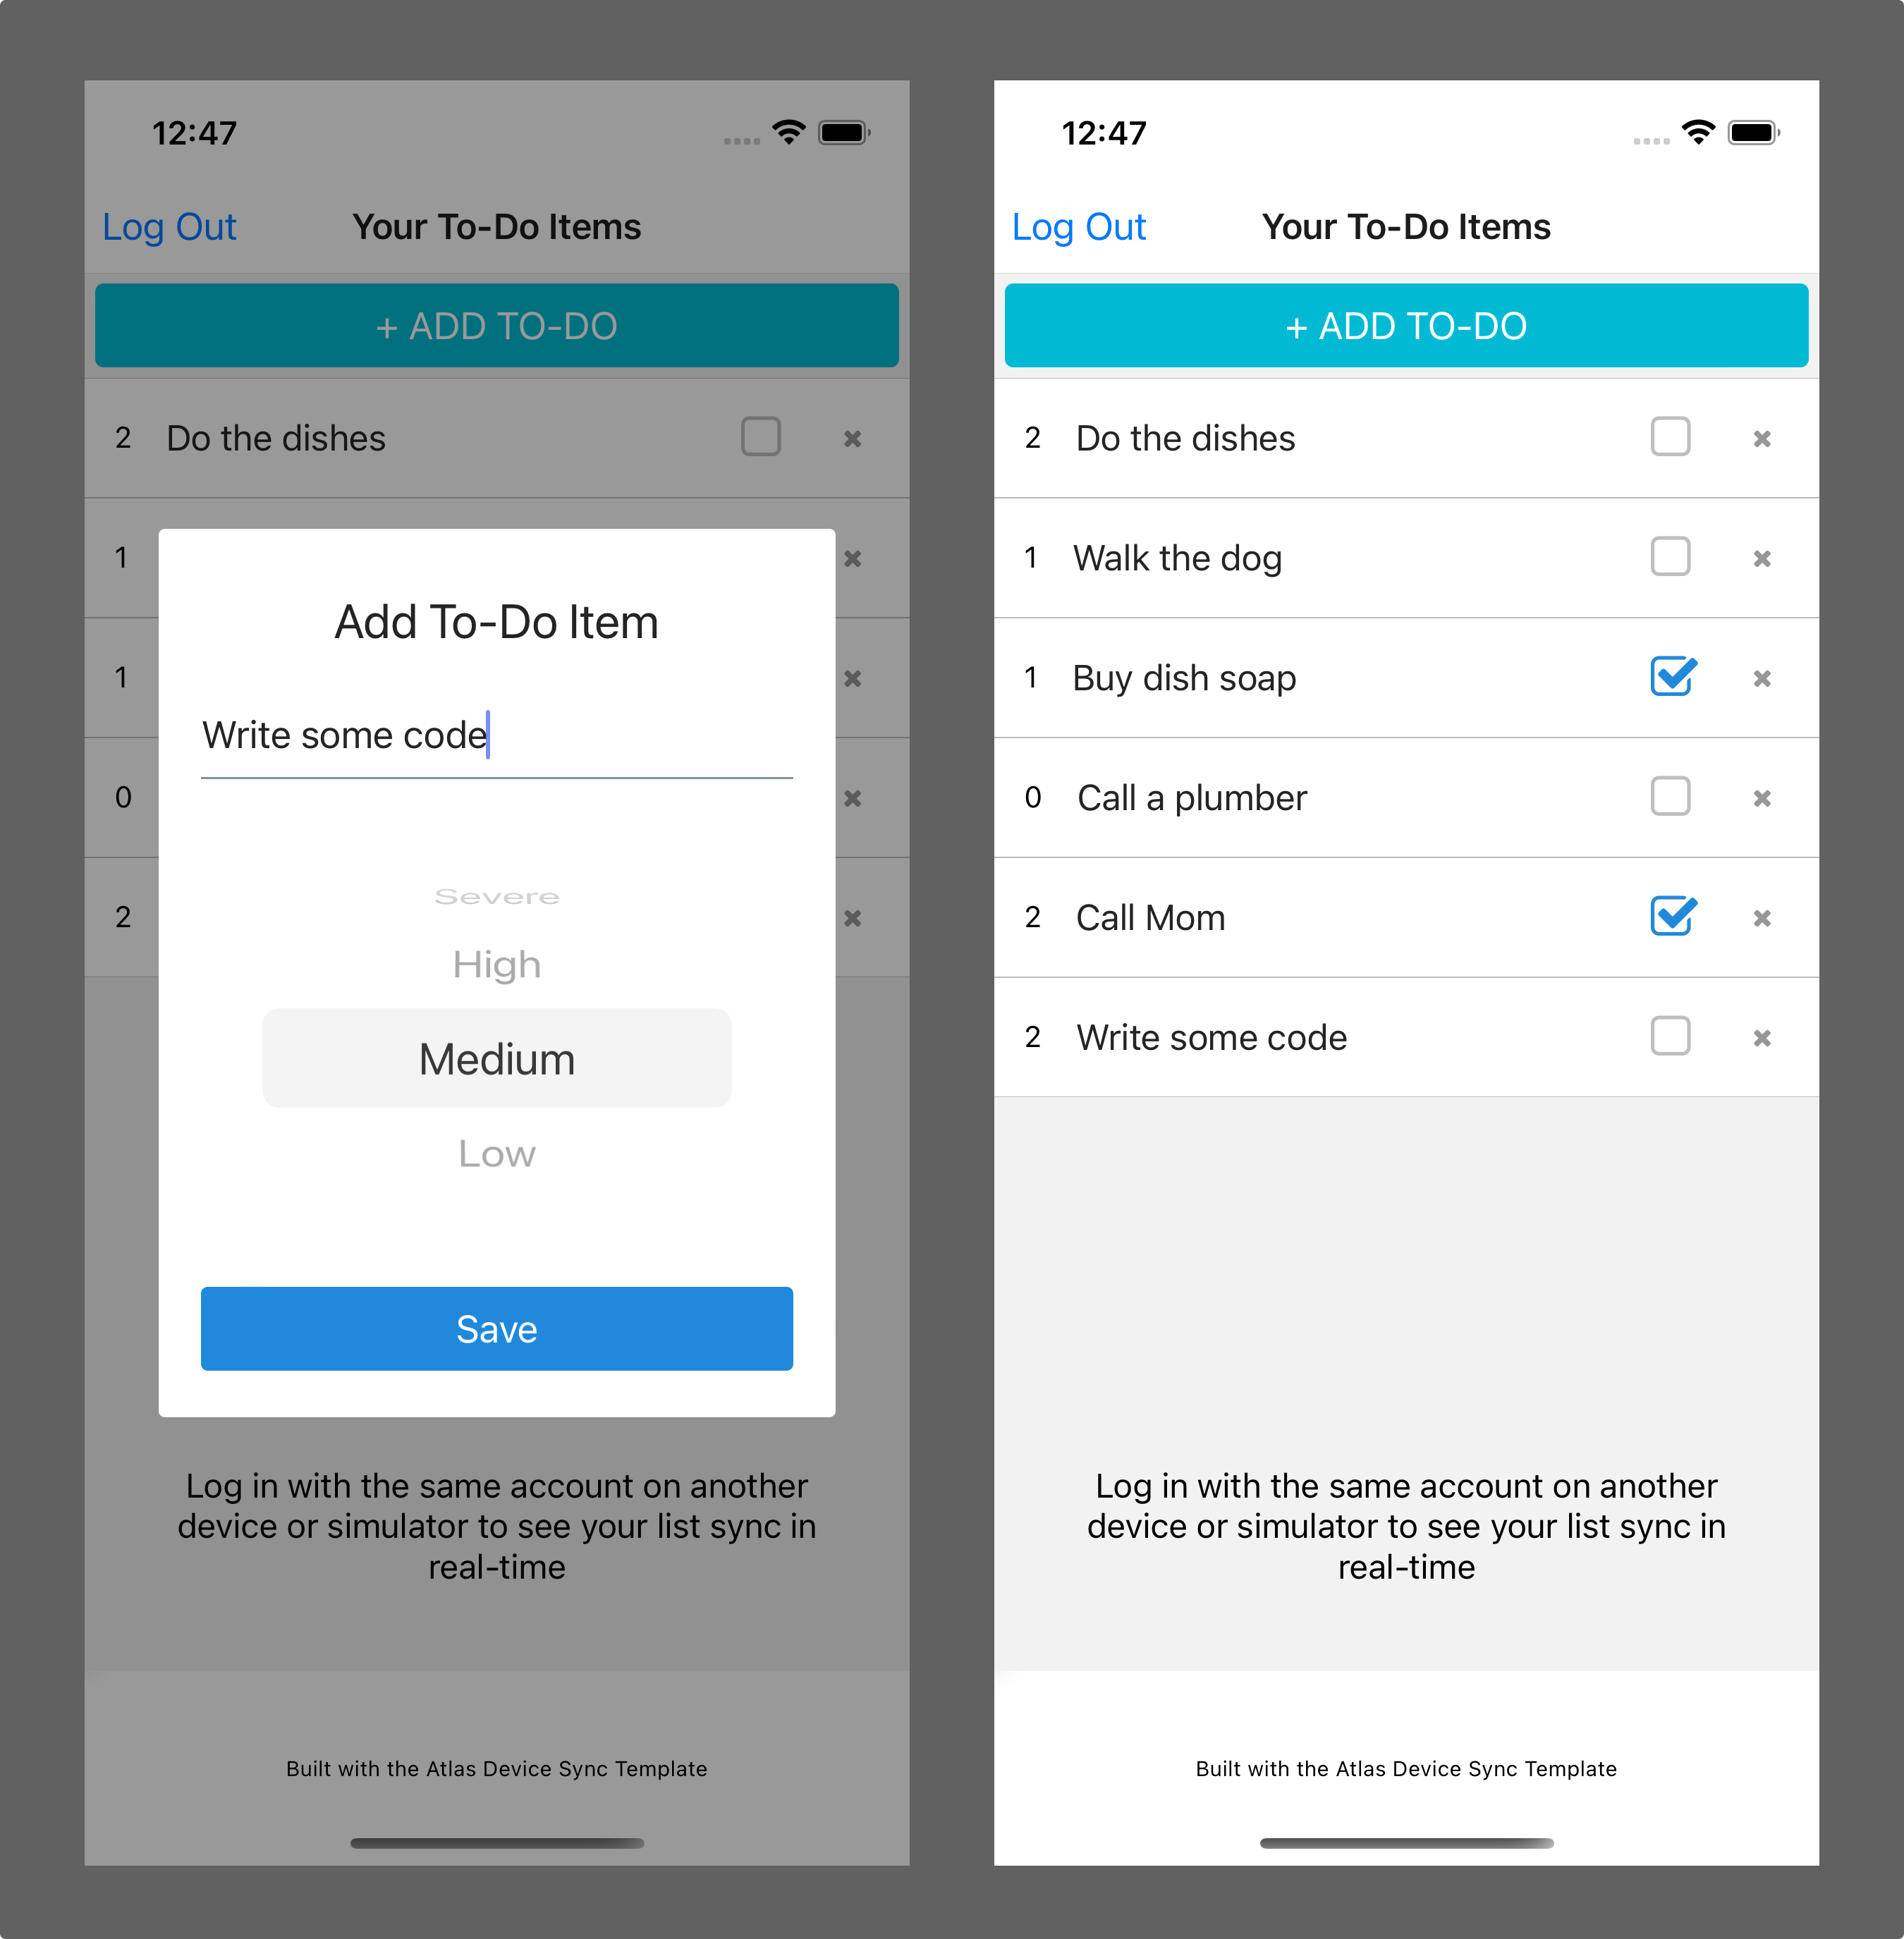 12:47
Log Out
Your To-Do Items
+ ADD TO-DO
2 Do the dishes
1
1
0
2
Add To-Do Item
Write some code
Severe
High
Medium
Low
Save
Log in with the same account on another
device or simulator to see your list sync in
real-time
Built with the Atlas Device Sync Template
12:47
Log Out
Your To-Do Items
+ ADD TO-DO
2 Do the dishes
1 Walk the dog
1 Buy dish soap
0 Call a plumber
2 Call Mom
2 Write some code
Log in with the same account on another
device or simulator to see your list sync in
real-time
Built with the Atlas Device Sync Template